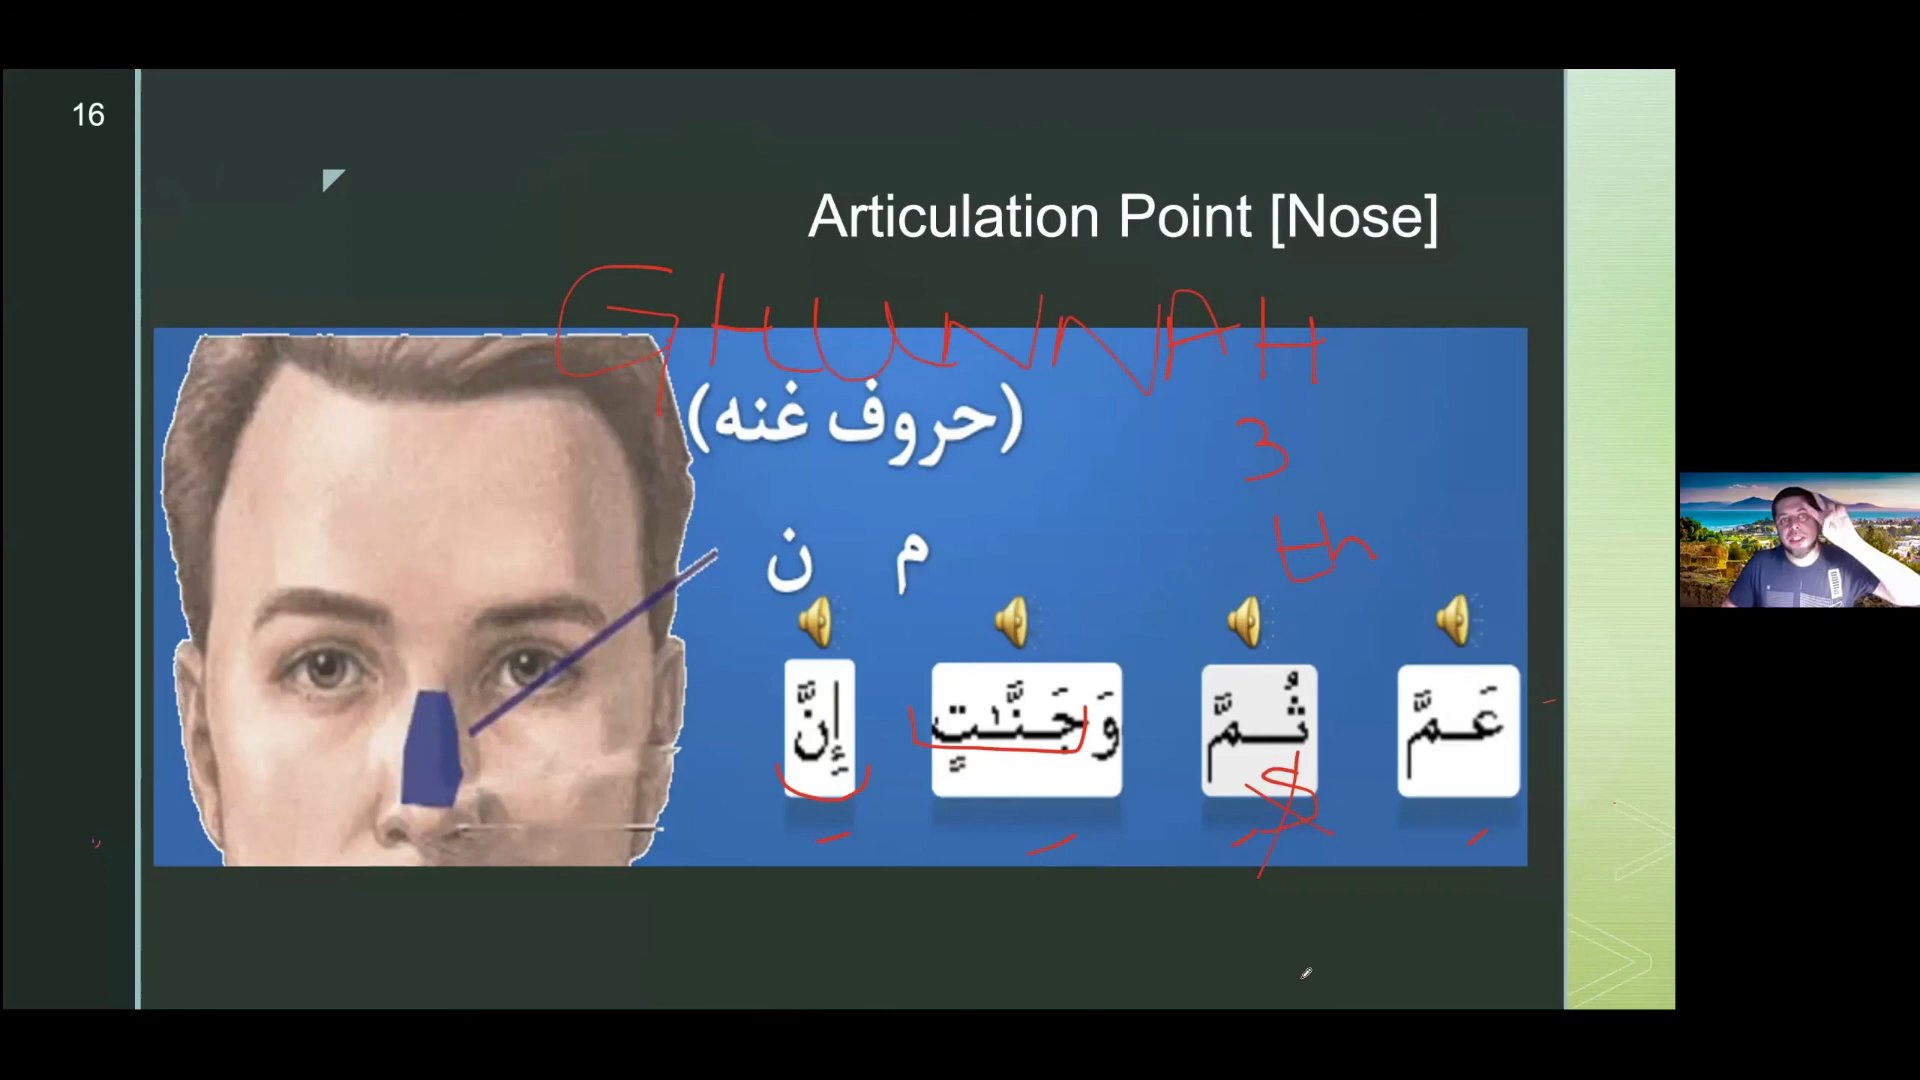 16
Articulation Point [Nose]
GHUNNAH
(حروف غنه)
3
م ن
th
عَمَّ ثُمَّ وَجَنَّٰتٍ إِنَّ
S